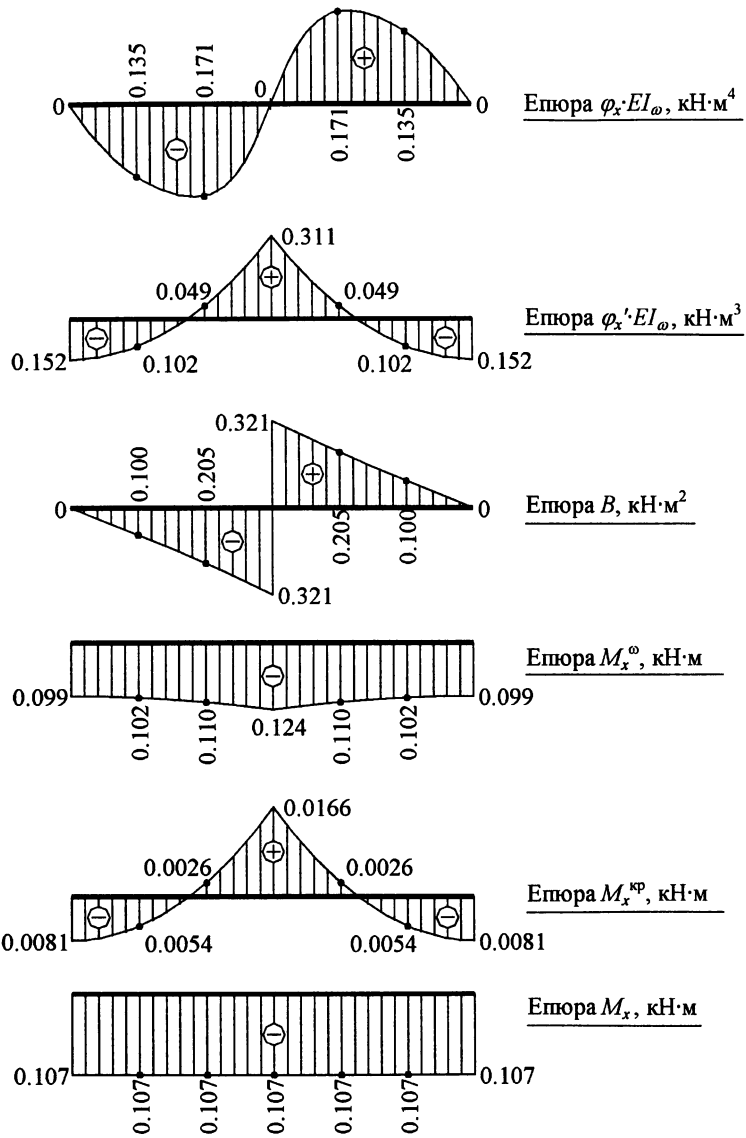 0.135 0.171 0
0 0 Епюра φₓ·EI_ω, кН·м⁴
0.171 0.135
0.311
0.049 0.049
Епюра φₓ'·EI_ω, кН·м³
0.152 0.102 0.102 0.152
0.321
0.100 0.205
0 0 Епюра B, кН·м²
0.205 0.100
0.321
Епюра Mₓ^ω, кН·м
0.099 0.099
0.102 0.110 0.124 0.110 0.102
0.0166
0.0026 0.0026
Епюра Mₓ^кр, кН·м
0.0081 0.0054 0.0054 0.0081
Епюра Mₓ, кН·м
0.107 0.107
0.107 0.107 0.107 0.107 0.107